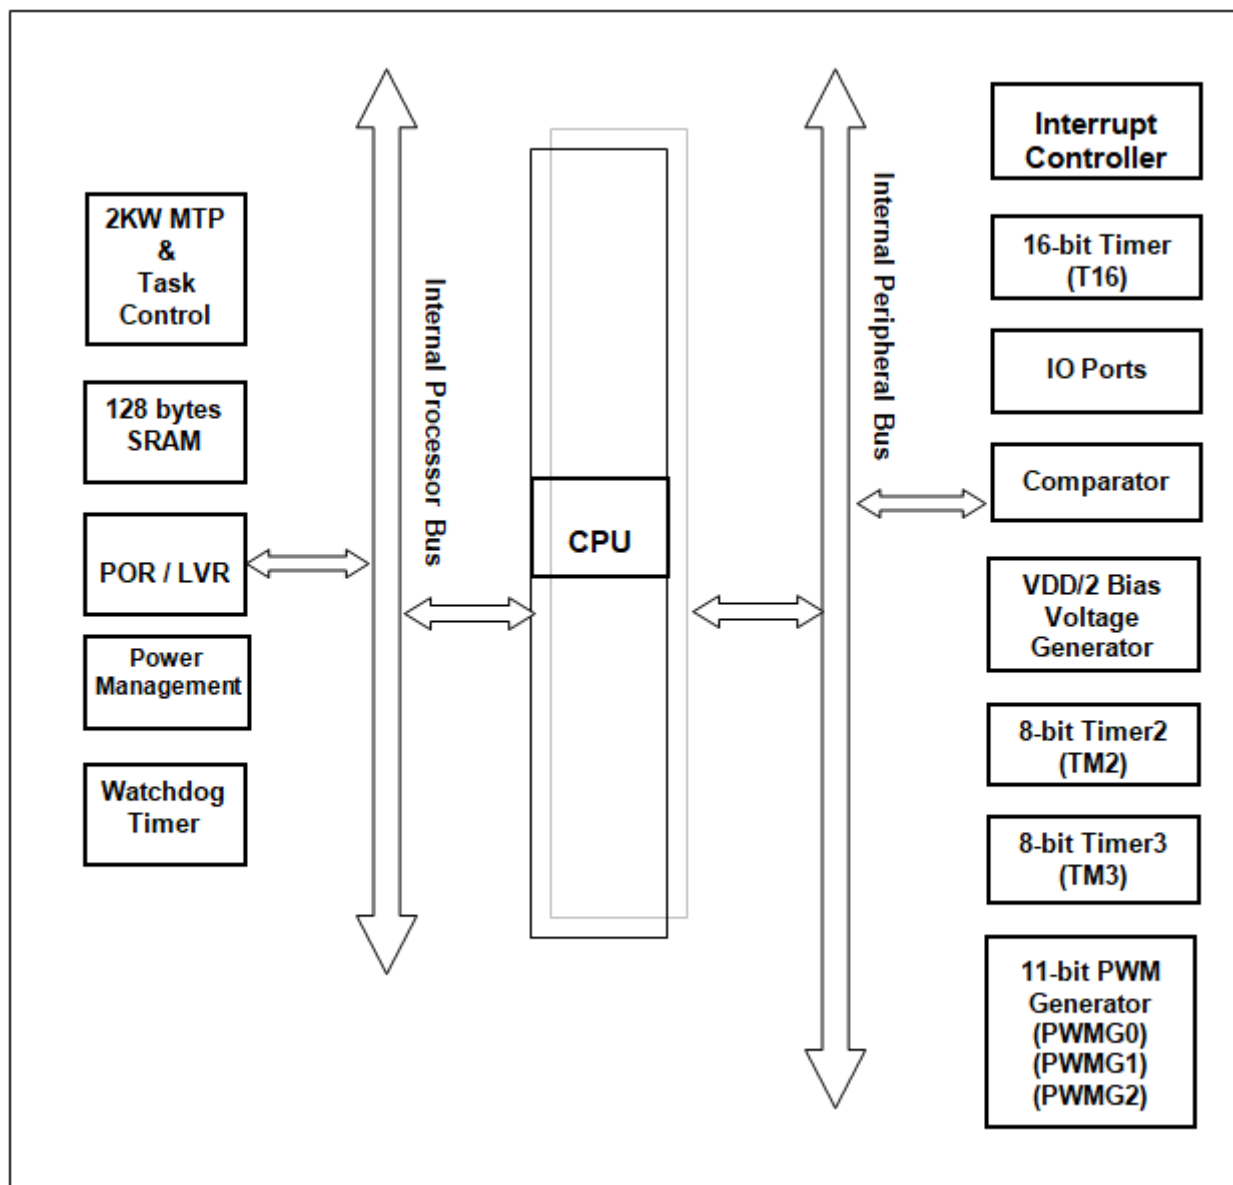 2KW MTP
&
Task
Control
128 bytes
SRAM
POR / LVR
Power
Management
Watchdog
Timer
Internal Processor Bus
CPU
Internal Peripheral Bus
Interrupt
Controller
16-bit Timer
(T16)
IO Ports
Comparator
VDD/2 Bias
Voltage
Generator
8-bit Timer2
(TM2)
8-bit Timer3
(TM3)
11-bit PWM
Generator
(PWMG0)
(PWMG1)
(PWMG2)